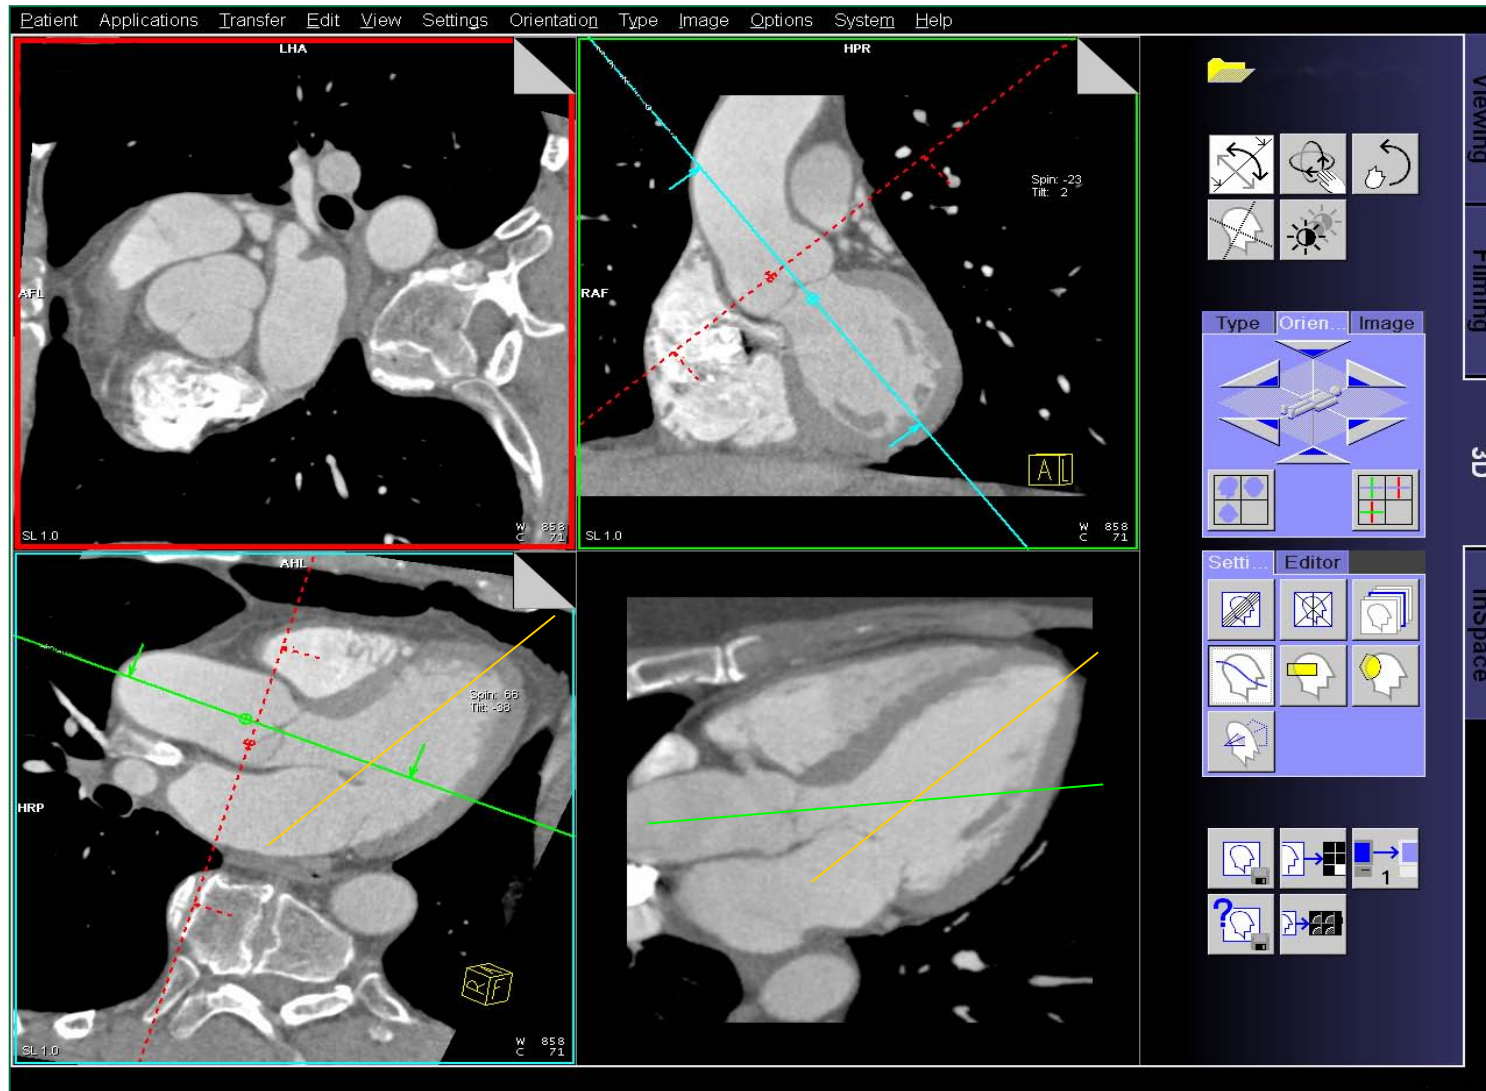 Patient Applications Transfer Edit View Settings Orientation Type Image Options System Help
LHA
AFL
SL 1.0
W 858
C 71
HPR
RAF
Spin: -23
Tilt: 2
A L
SL 1.0
W 858
C 71
AHL
HRP
Spin: 66
Tilt: -38
R F A
SL 1.0
W 858
C 71
Type Orien... Image
Setti... Editor
1
?
Viewing
Filming
3D
Inspace